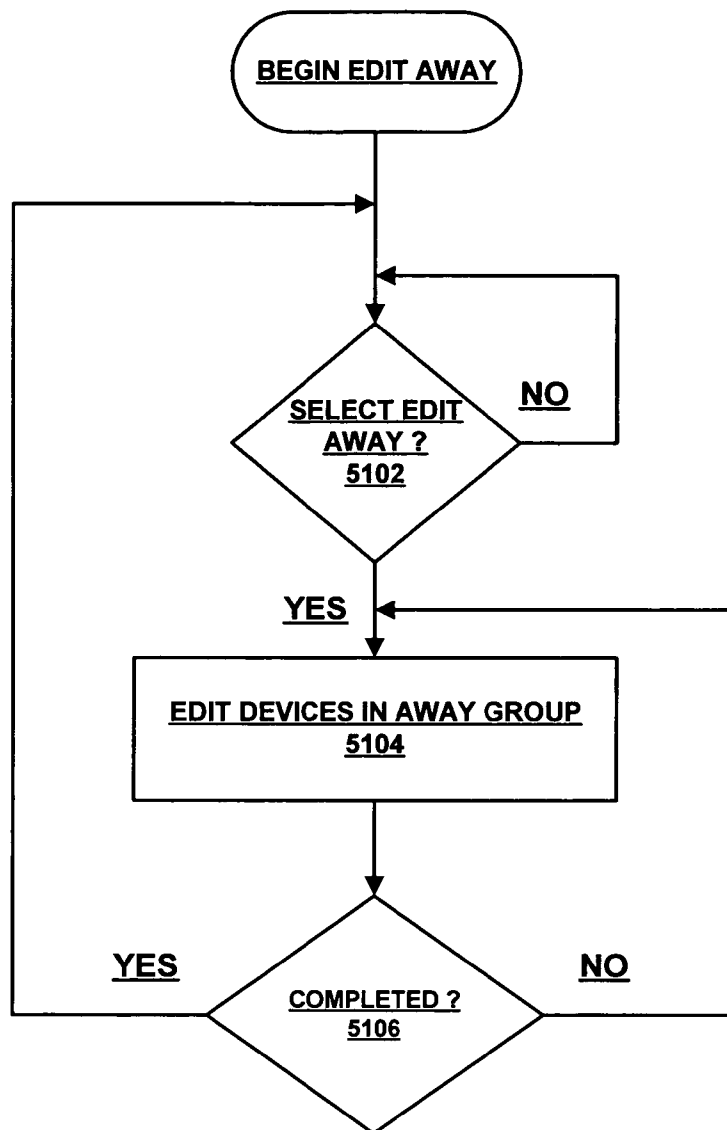 BEGIN EDIT AWAY
SELECT EDIT
AWAY ?
5102
NO
YES
EDIT DEVICES IN AWAY GROUP
5104
YES
NO
COMPLETED ?
5106